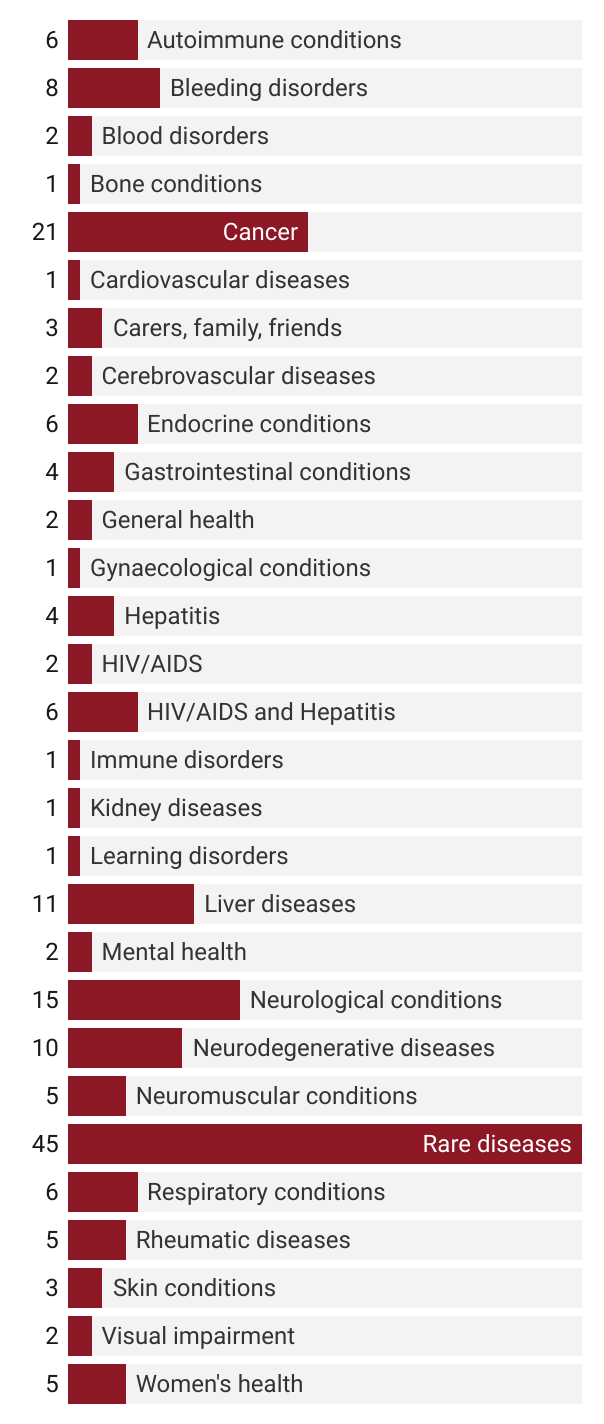 6 Autoimmune conditions
8 Bleeding disorders
2 Blood disorders
1 Bone conditions
21 Cancer
1 Cardiovascular diseases
3 Carers, family, friends
2 Cerebrovascular diseases
6 Endocrine conditions
4 Gastrointestinal conditions
2 General health
1 Gynaecological conditions
4 Hepatitis
2 HIV/AIDS
6 HIV/AIDS and Hepatitis
1 Immune disorders
1 Kidney diseases
1 Learning disorders
11 Liver diseases
2 Mental health
15 Neurological conditions
10 Neurodegenerative diseases
5 Neuromuscular conditions
45 Rare diseases
6 Respiratory conditions
5 Rheumatic diseases
3 Skin conditions
2 Visual impairment
5 Women's health